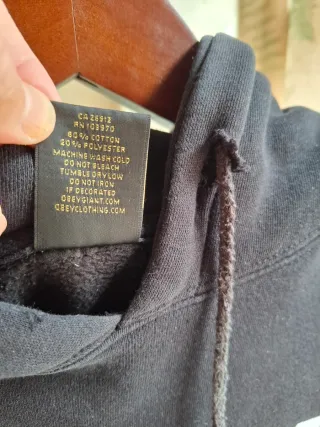 CA 26912
RN 103970
80% COTTON
20% POLYESTER
MACHINE WASH COLD
DO NOT BLEACH
TUMBLE DRY LOW
DO NOT IRON
IF DECORATED
OBEYGIANT.COM
OBEYCLOTHING.COM